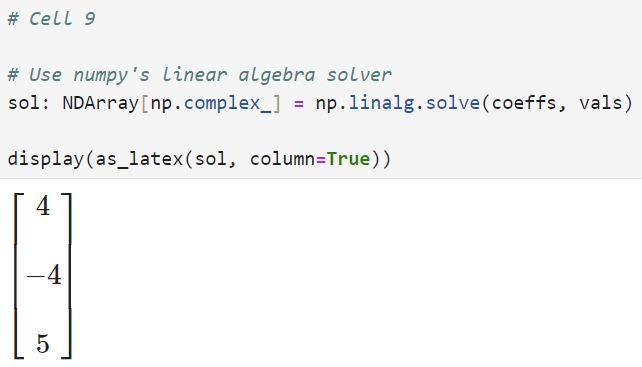 # Cell 9
# Use numpy's linear algebra solver
sol: NDArray[np.complex_] = np.linalg.solve(coeffs, vals)
display(as_latex(sol, column=True))
4
−4
5